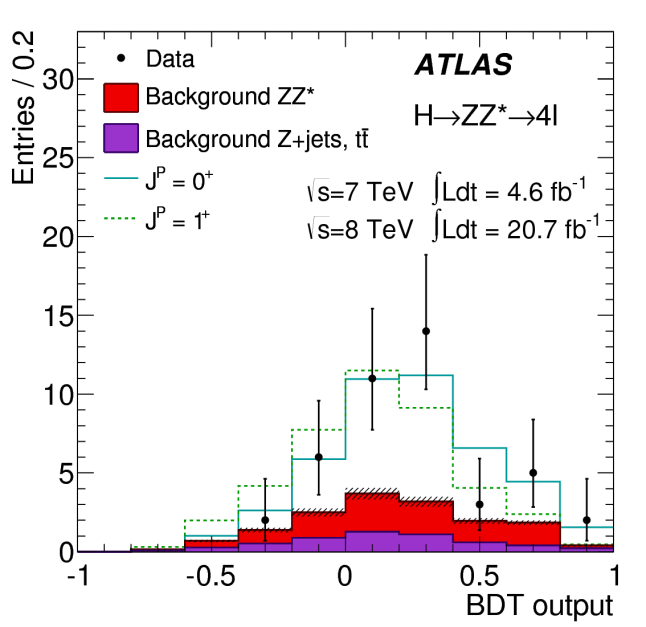 Entries / 0.2
30
25
20
15
10
5
0
Data
Background ZZ*
Background Z+jets, tt̄
Jᴾ = 0⁺
Jᴾ = 1⁺
ATLAS
H→ZZ*→4l
√s=7 TeV ∫Ldt = 4.6 fb⁻¹
√s=8 TeV ∫Ldt = 20.7 fb⁻¹
-1 -0.5 0 0.5 1
BDT output